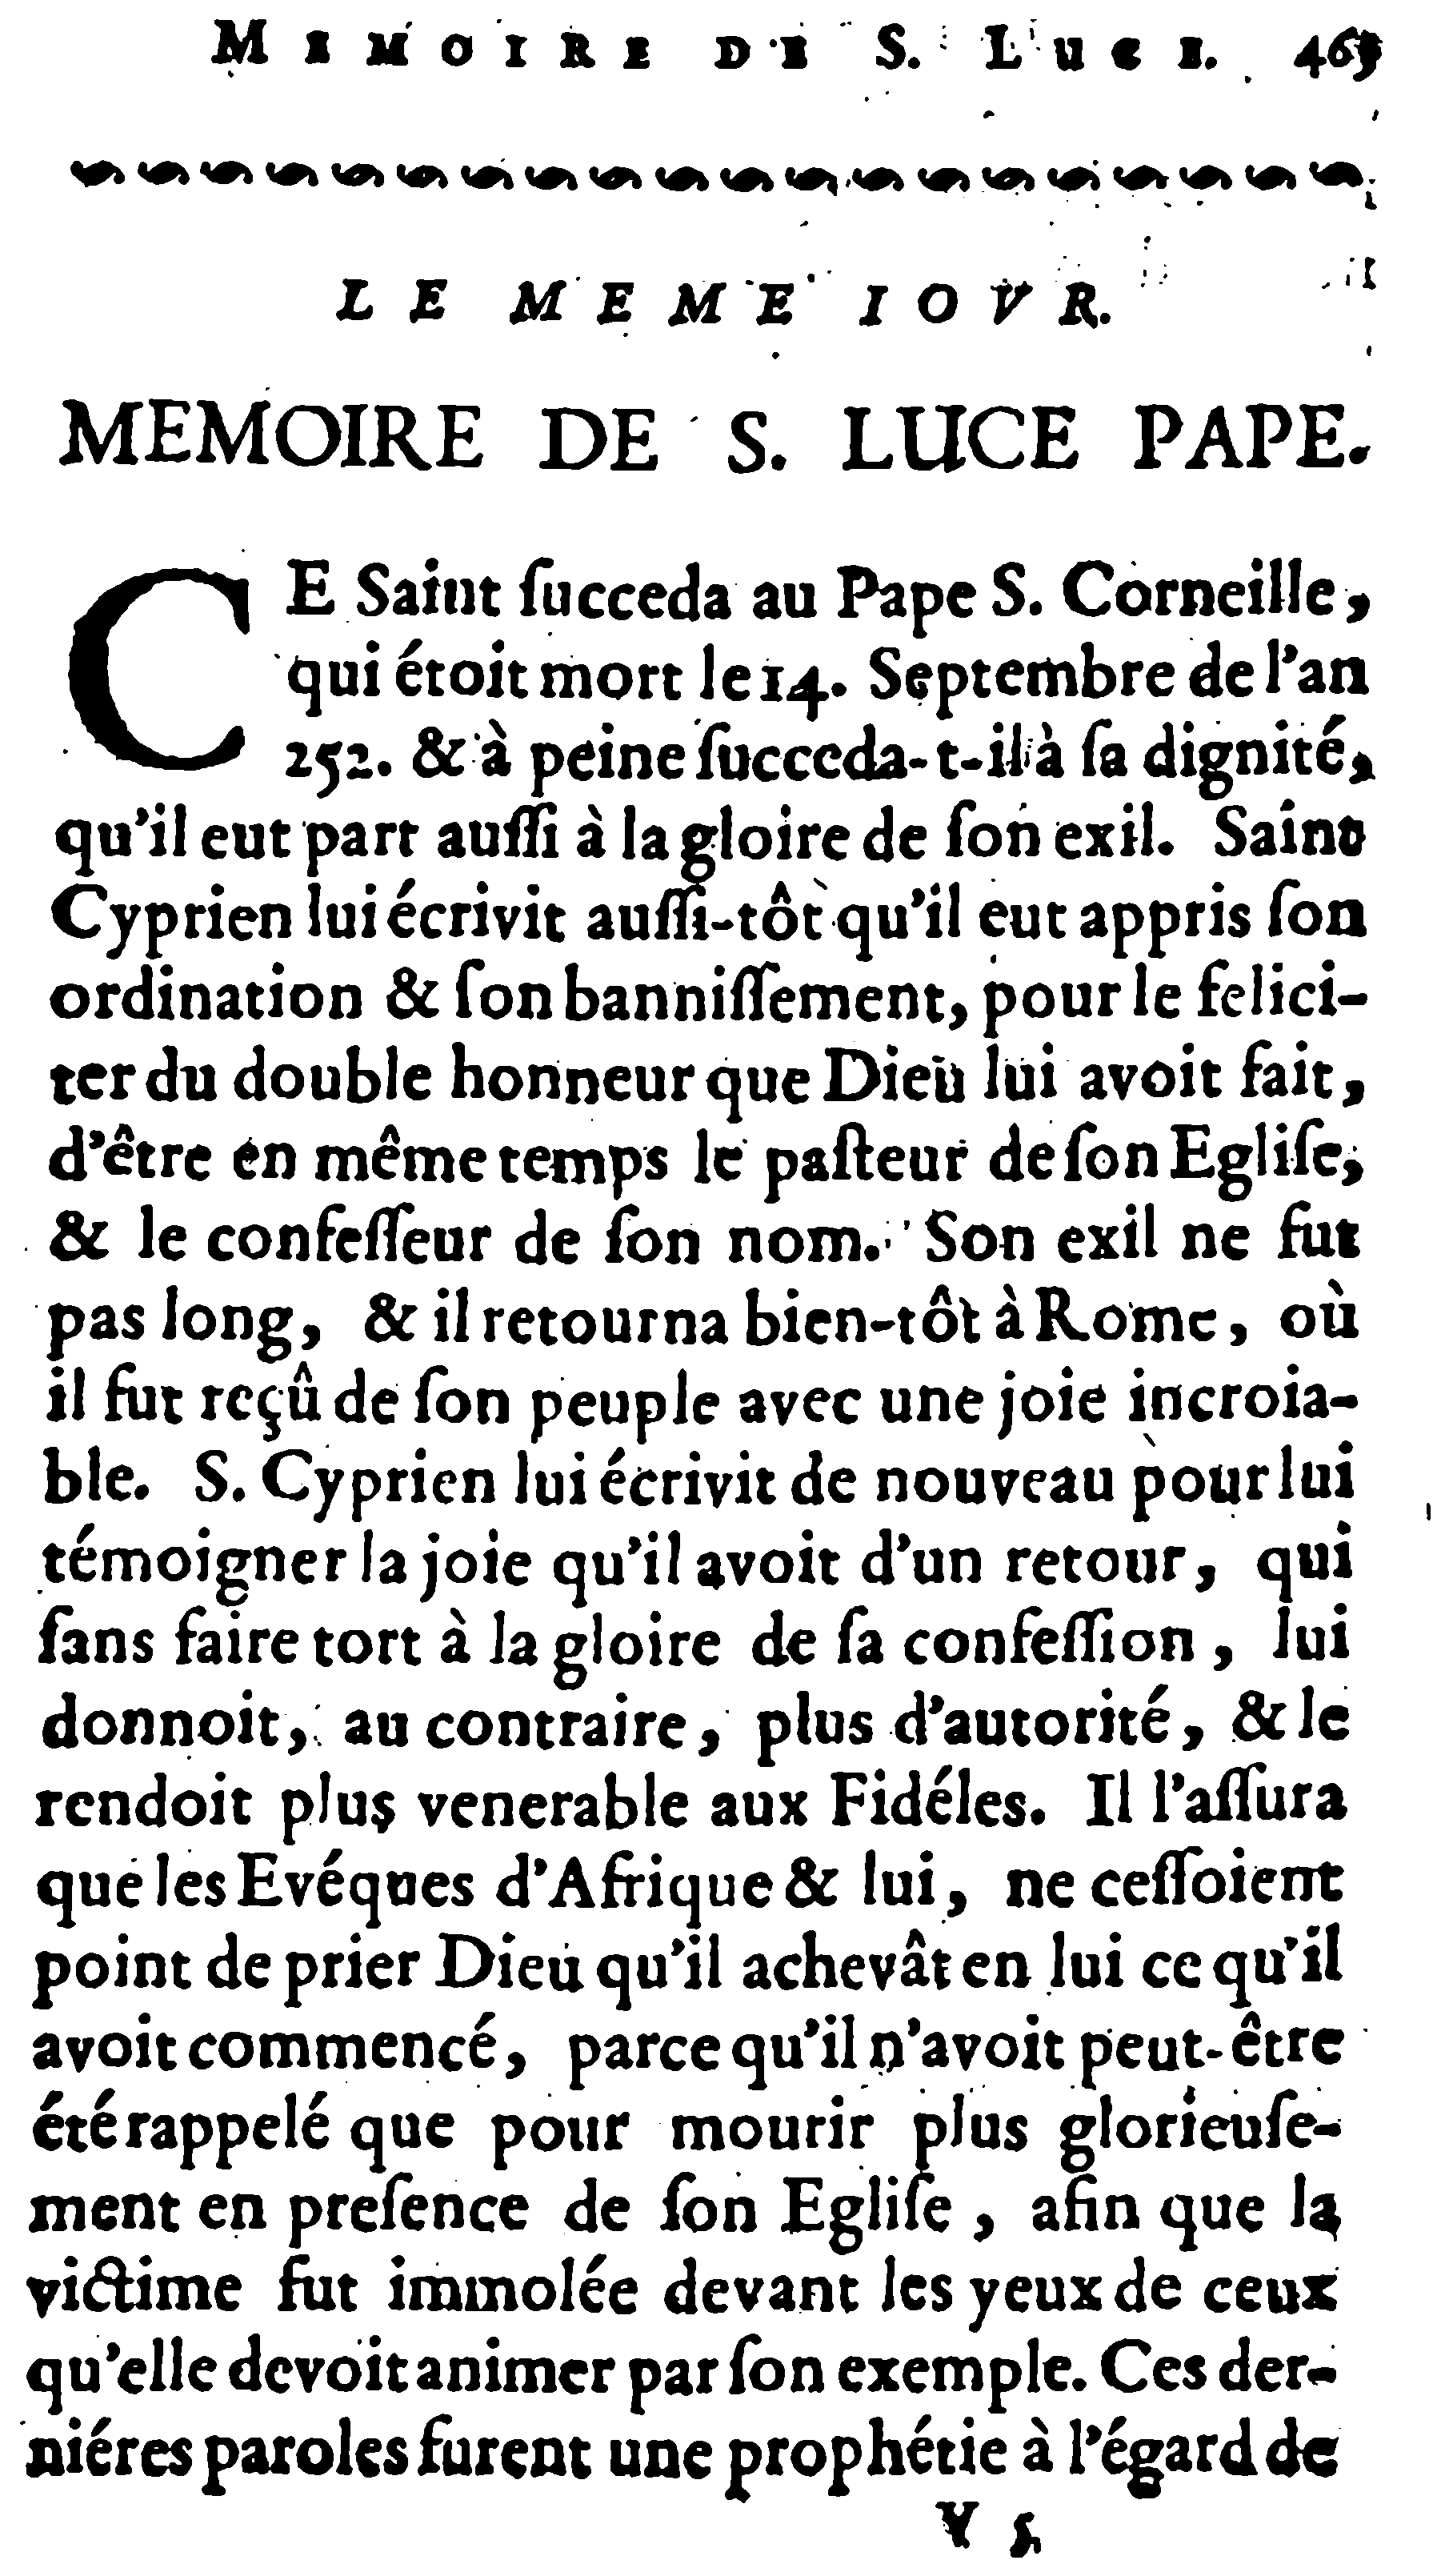 MEMOIRE DE S. LUCE. 465
LE MEME IOVR.
MEMOIRE DE S. LUCE PAPE.
CE Saint ſucceda au Pape S. Corneille,
qui étoit mort le 14. Septembre de l'an
252. & à peine ſucceda-t-il à ſa dignité,
qu'il eut part auſſi à la gloire de ſon exil. Saint
Cyprien lui écrivit auſſi-tôt qu'il eut appris ſon
ordination & ſon banniſſement, pour le felici-
ter du double honneur que Dieu lui avoit fait,
d'être en même temps le paſteur de ſon Egliſe,
& le confeſſeur de ſon nom. Son exil ne fut
pas long, & il retourna bien-tôt à Rome, où
il fut reçû de ſon peuple avec une joie incroia-
ble. S. Cyprien lui écrivit de nouveau pour lui
témoigner la joie qu'il avoit d'un retour, qui
ſans faire tort à la gloire de ſa confeſſion, lui
donnoit, au contraire, plus d'autorité, & le
rendoit plus venerable aux Fidéles. Il l'aſſura
que les Evéques d'Afrique & lui, ne ceſſoient
point de prier Dieu qu'il achevât en lui ce qu'il
avoit commencé, parce qu'il n'avoit peut-être
été rappelé que pour mourir plus glorieuſe-
ment en preſence de ſon Egliſe, afin que la
victime fut immolée devant les yeux de ceux
qu'elle devoit animer par ſon exemple. Ces der-
niéres paroles furent une prophétie à l'égard de
V 5